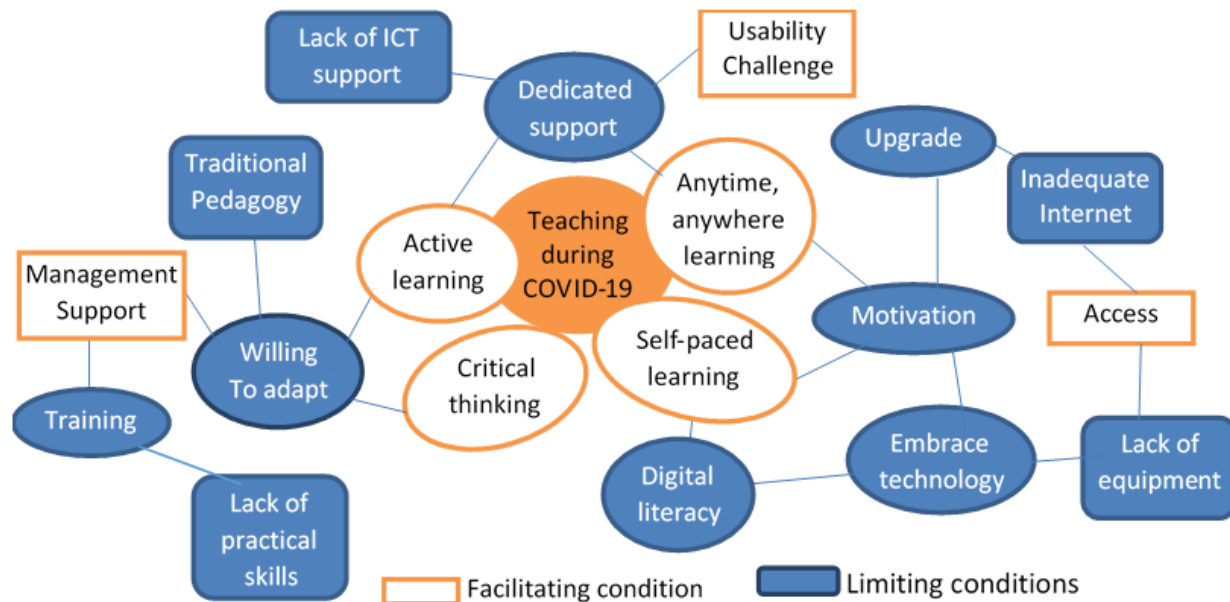 Lack of ICT
support
Usability
Challenge
Dedicated
support
Upgrade
Traditional
Pedagogy
Anytime,
anywhere
learning
Inadequate
Internet
Teaching
during
COVID-19
Active
learning
Management
Support
Motivation
Access
Willing
To adapt
Critical
thinking
Self-paced
learning
Training
Embrace
technology
Lack of
equipment
Digital
literacy
Lack of
practical
skills
Facilitating condition
Limiting conditions